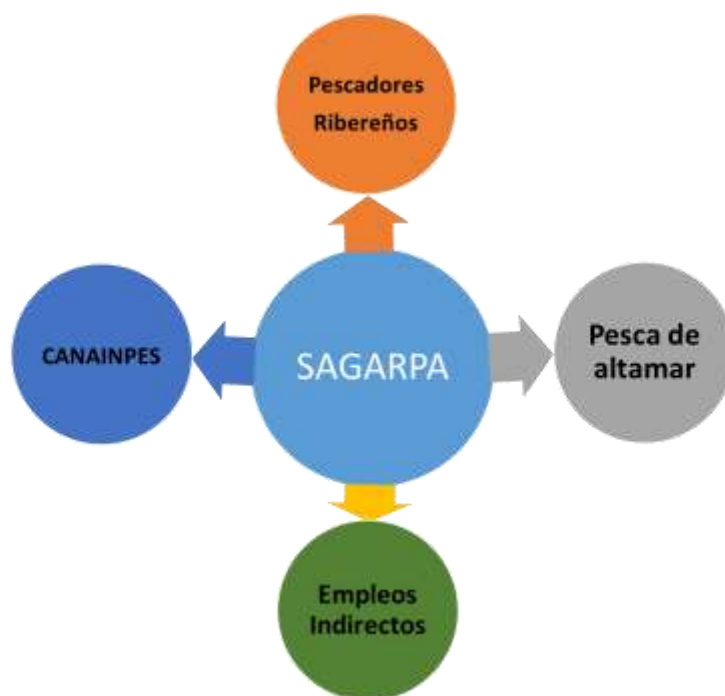 Pescadores
Ribereños
CANAINPES
SAGARPA
Pesca de
altamar
Empleos
Indirectos